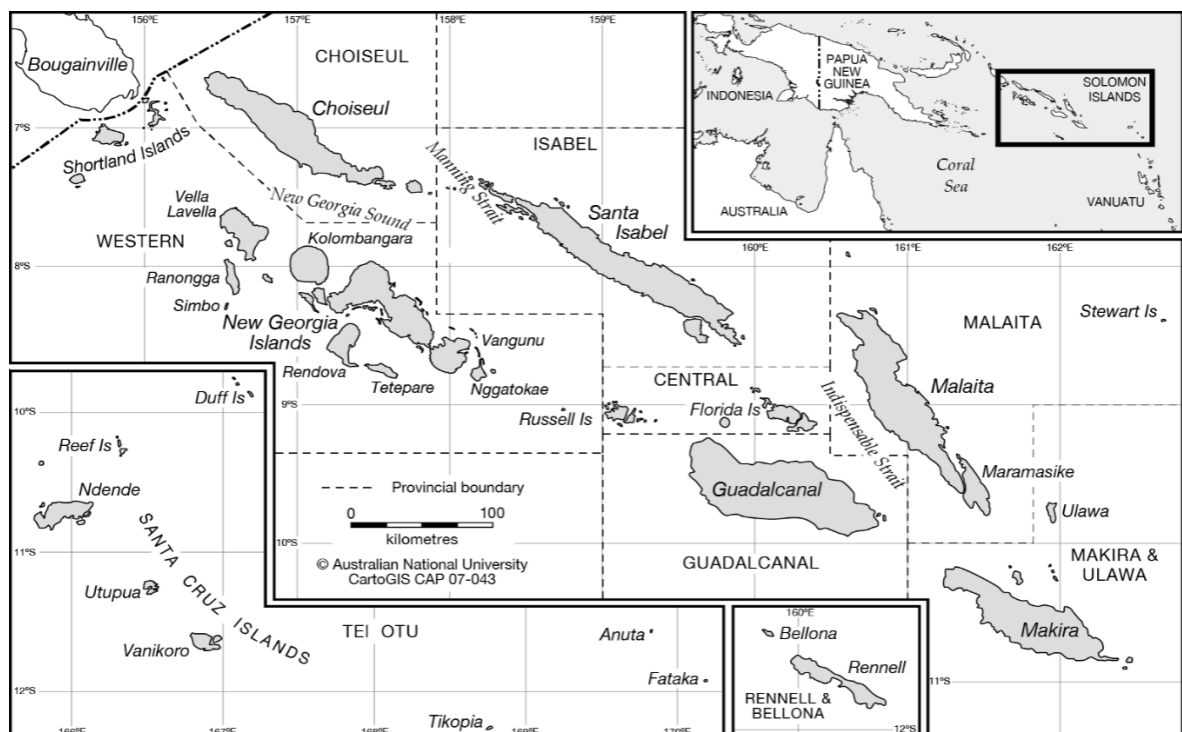 156°E
157°E
159°E
Bougainville
CHOISEUL
Choiseul
7°S
Shortland Islands
ISABEL
Manning Strait
New Georgia Sound
Santa
Isabel
Vella
Lavella
WESTERN
Kolombangara
8°S
Ranongga
Simbo
New Georgia
Islands
Vangunu
Rendova
Tetepare
Nggatokae
PAPUA
NEW
GUINEA
INDONESIA
SOLOMON
ISLANDS
Coral
Sea
AUSTRALIA
VANUATU
160°E
161°E
162°E
Stewart Is
MALAITA
Malaita
CENTRAL
Florida Is
Russell Is
9°S
Indispensable Strait
Maramasike
Guadalcanal
Ulawa
Provincial boundary
0
100
kilometres
10°S
© Australian National University
CartoGIS CAP 07-043
GUADALCANAL
MAKIRA &
ULAWA
Makira
11°S
Duff Is
10°S
Reef Is
Ndende
SANTA CRUZ ISLANDS
11°S
Utupua
Vanikoro
TEI OTU
Anuta
Fataka
12°S
Tikopia
166°E
167°E
168°E
169°E
170°E
160°E
Bellona
Rennell
RENNELL &
BELLONA
12°S